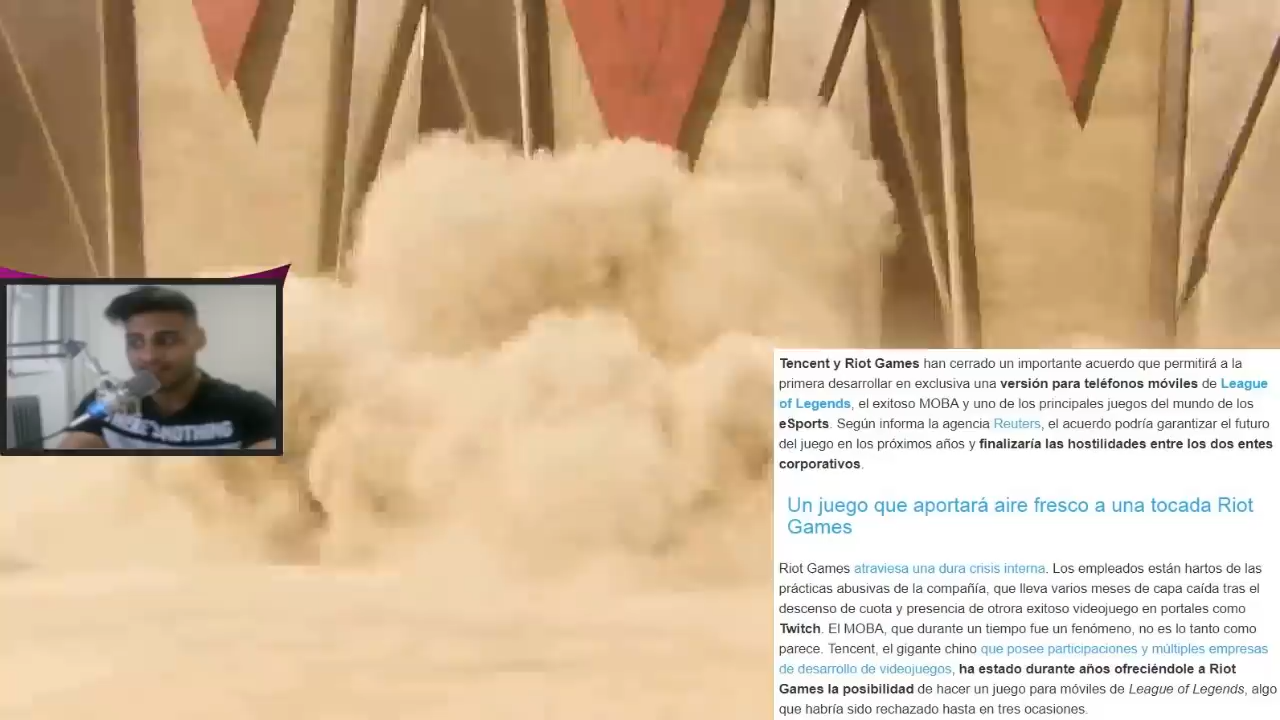 HERE'S NOTHING
Tencent y Riot Games han cerrado un importante acuerdo que permitirá a la
primera desarrollar en exclusiva una versión para teléfonos móviles de League
of Legends, el exitoso MOBA y uno de los principales juegos del mundo de los
eSports. Según informa la agencia Reuters, el acuerdo podría garantizar el futuro
del juego en los próximos años y finalizaría las hostilidades entre los dos entes
corporativos.
Un juego que aportará aire fresco a una tocada Riot
Games
Riot Games atraviesa una dura crisis interna. Los empleados están hartos de las
prácticas abusivas de la compañía, que lleva varios meses de capa caída tras el
descenso de cuota y presencia de otrora exitoso videojuego en portales como
Twitch. El MOBA, que durante un tiempo fue un fenómeno, no es lo tanto como
parece. Tencent, el gigante chino que posee participaciones y múltiples empresas
de desarrollo de videojuegos, ha estado durante años ofreciéndole a Riot
Games la posibilidad de hacer un juego para móviles de League of Legends, algo
que habría sido rechazado hasta en tres ocasiones.